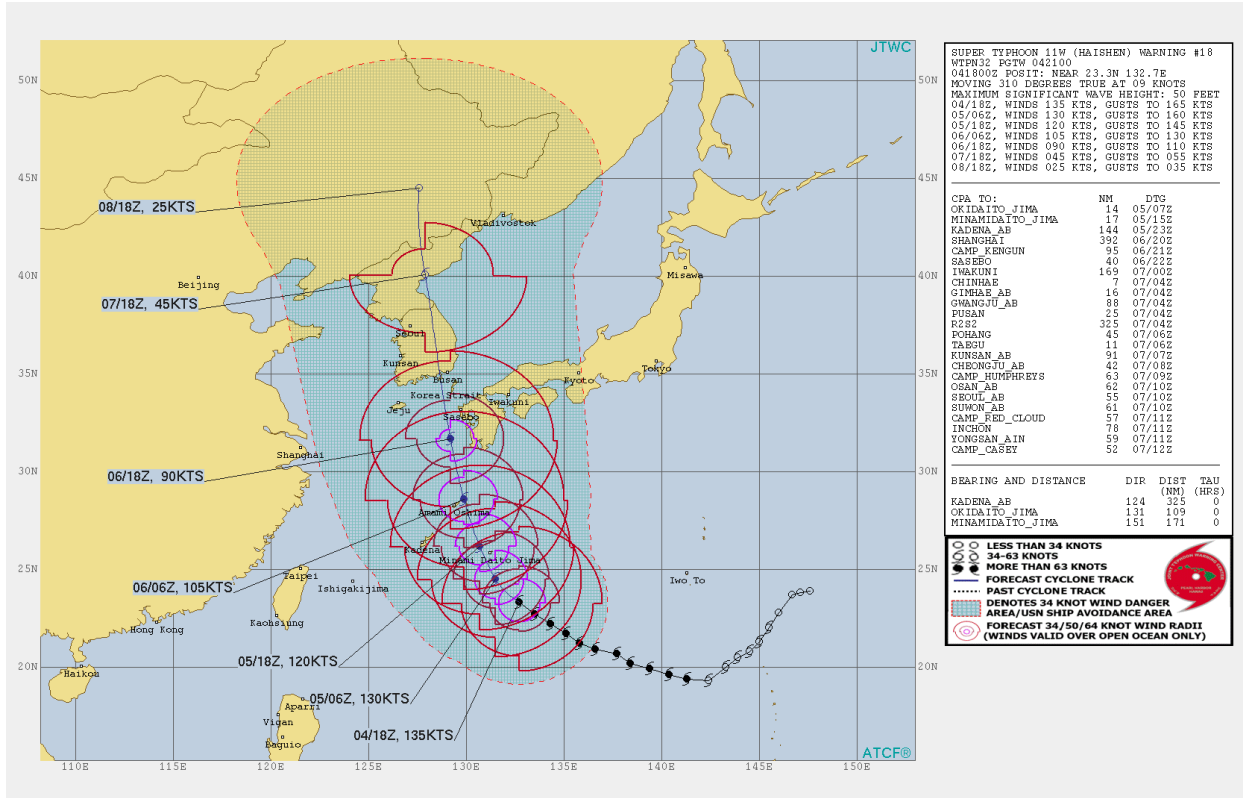 JTWC
50N
45N
40N
35N
30N
25N
20N
50N
45N
40N
35N
30N
25N
20N
110E
115E
120E
125E
130E
135E
140E
145E
150E
08/18Z, 25KTS
07/18Z, 45KTS
06/18Z, 90KTS
06/06Z, 105KTS
05/18Z, 120KTS
05/06Z, 130KTS
04/18Z, 135KTS
Vladivostok
Beijing
Misawa
Seoul
Kunsan
Busan
Kyoto
Tokyo
Korea Strait
Iwakuni
Jeju
Sasebo
Shanghai
Amami Oshima
Kadena
Minami Daito Jima
Taipei
Ishigakijima
Iwo To
Kaohsiung
Hong Kong
Haikou
Aparri
Vigan
Baguio
ATCF®
SUPER TYPHOON 11W (HAISHEN) WARNING #18
WTPN32 PGTW 042100
041800Z POSIT: NEAR 23.3N 132.7E
MOVING 310 DEGREES TRUE AT 09 KNOTS
MAXIMUM SIGNIFICANT WAVE HEIGHT: 50 FEET
04/18Z, WINDS 135 KTS, GUSTS TO 165 KTS
05/06Z, WINDS 130 KTS, GUSTS TO 160 KTS
05/18Z, WINDS 120 KTS, GUSTS TO 145 KTS
06/06Z, WINDS 105 KTS, GUSTS TO 130 KTS
06/18Z, WINDS 090 KTS, GUSTS TO 110 KTS
07/18Z, WINDS 045 KTS, GUSTS TO 055 KTS
08/18Z, WINDS 025 KTS, GUSTS TO 035 KTS
CPA TO: NM DTG
OKIDAITO_JIMA 14 05/07Z
MINAMIDAITO_JIMA 17 05/15Z
KADENA_AB 144 05/23Z
SHANGHAI 392 06/20Z
CAMP_KENGUN 95 06/21Z
SASEBO 40 06/22Z
IWAKUNI 169 07/00Z
CHINHAE 7 07/04Z
GIMHAE_AB 16 07/04Z
GWANGJU_AB 88 07/04Z
PUSAN 25 07/04Z
R2S2 325 07/04Z
POHANG 45 07/06Z
TAEGU 11 07/06Z
KUNSAN_AB 91 07/07Z
CHEONGJU_AB 42 07/08Z
CAMP_HUMPHREYS 63 07/09Z
OSAN_AB 62 07/10Z
SEOUL_AB 55 07/10Z
SUWON_AB 61 07/10Z
CAMP_RED_CLOUD 57 07/11Z
INCHON 78 07/11Z
YONGSAN_AIN 59 07/11Z
CAMP_CASEY 52 07/12Z
BEARING AND DISTANCE DIR DIST TAU
(NM) (HRS)
KADENA_AB 124 325 0
OKIDAITO_JIMA 131 109 0
MINAMIDAITO_JIMA 151 171 0
LESS THAN 34 KNOTS
34-63 KNOTS
MORE THAN 63 KNOTS
FORECAST CYCLONE TRACK
PAST CYCLONE TRACK
DENOTES 34 KNOT WIND DANGER
AREA/USN SHIP AVOIDANCE AREA
FORECAST 34/50/64 KNOT WIND RADII
(WINDS VALID OVER OPEN OCEAN ONLY)